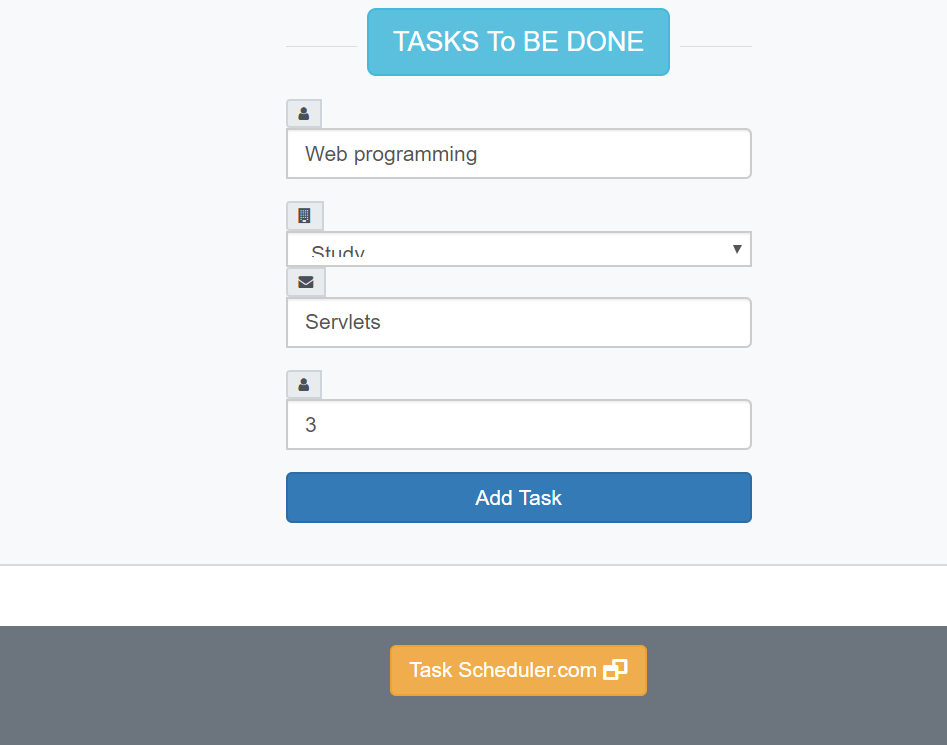 TASKS To BE DONE
Web programming
Study
Servlets
3
Add Task
Task Scheduler.com